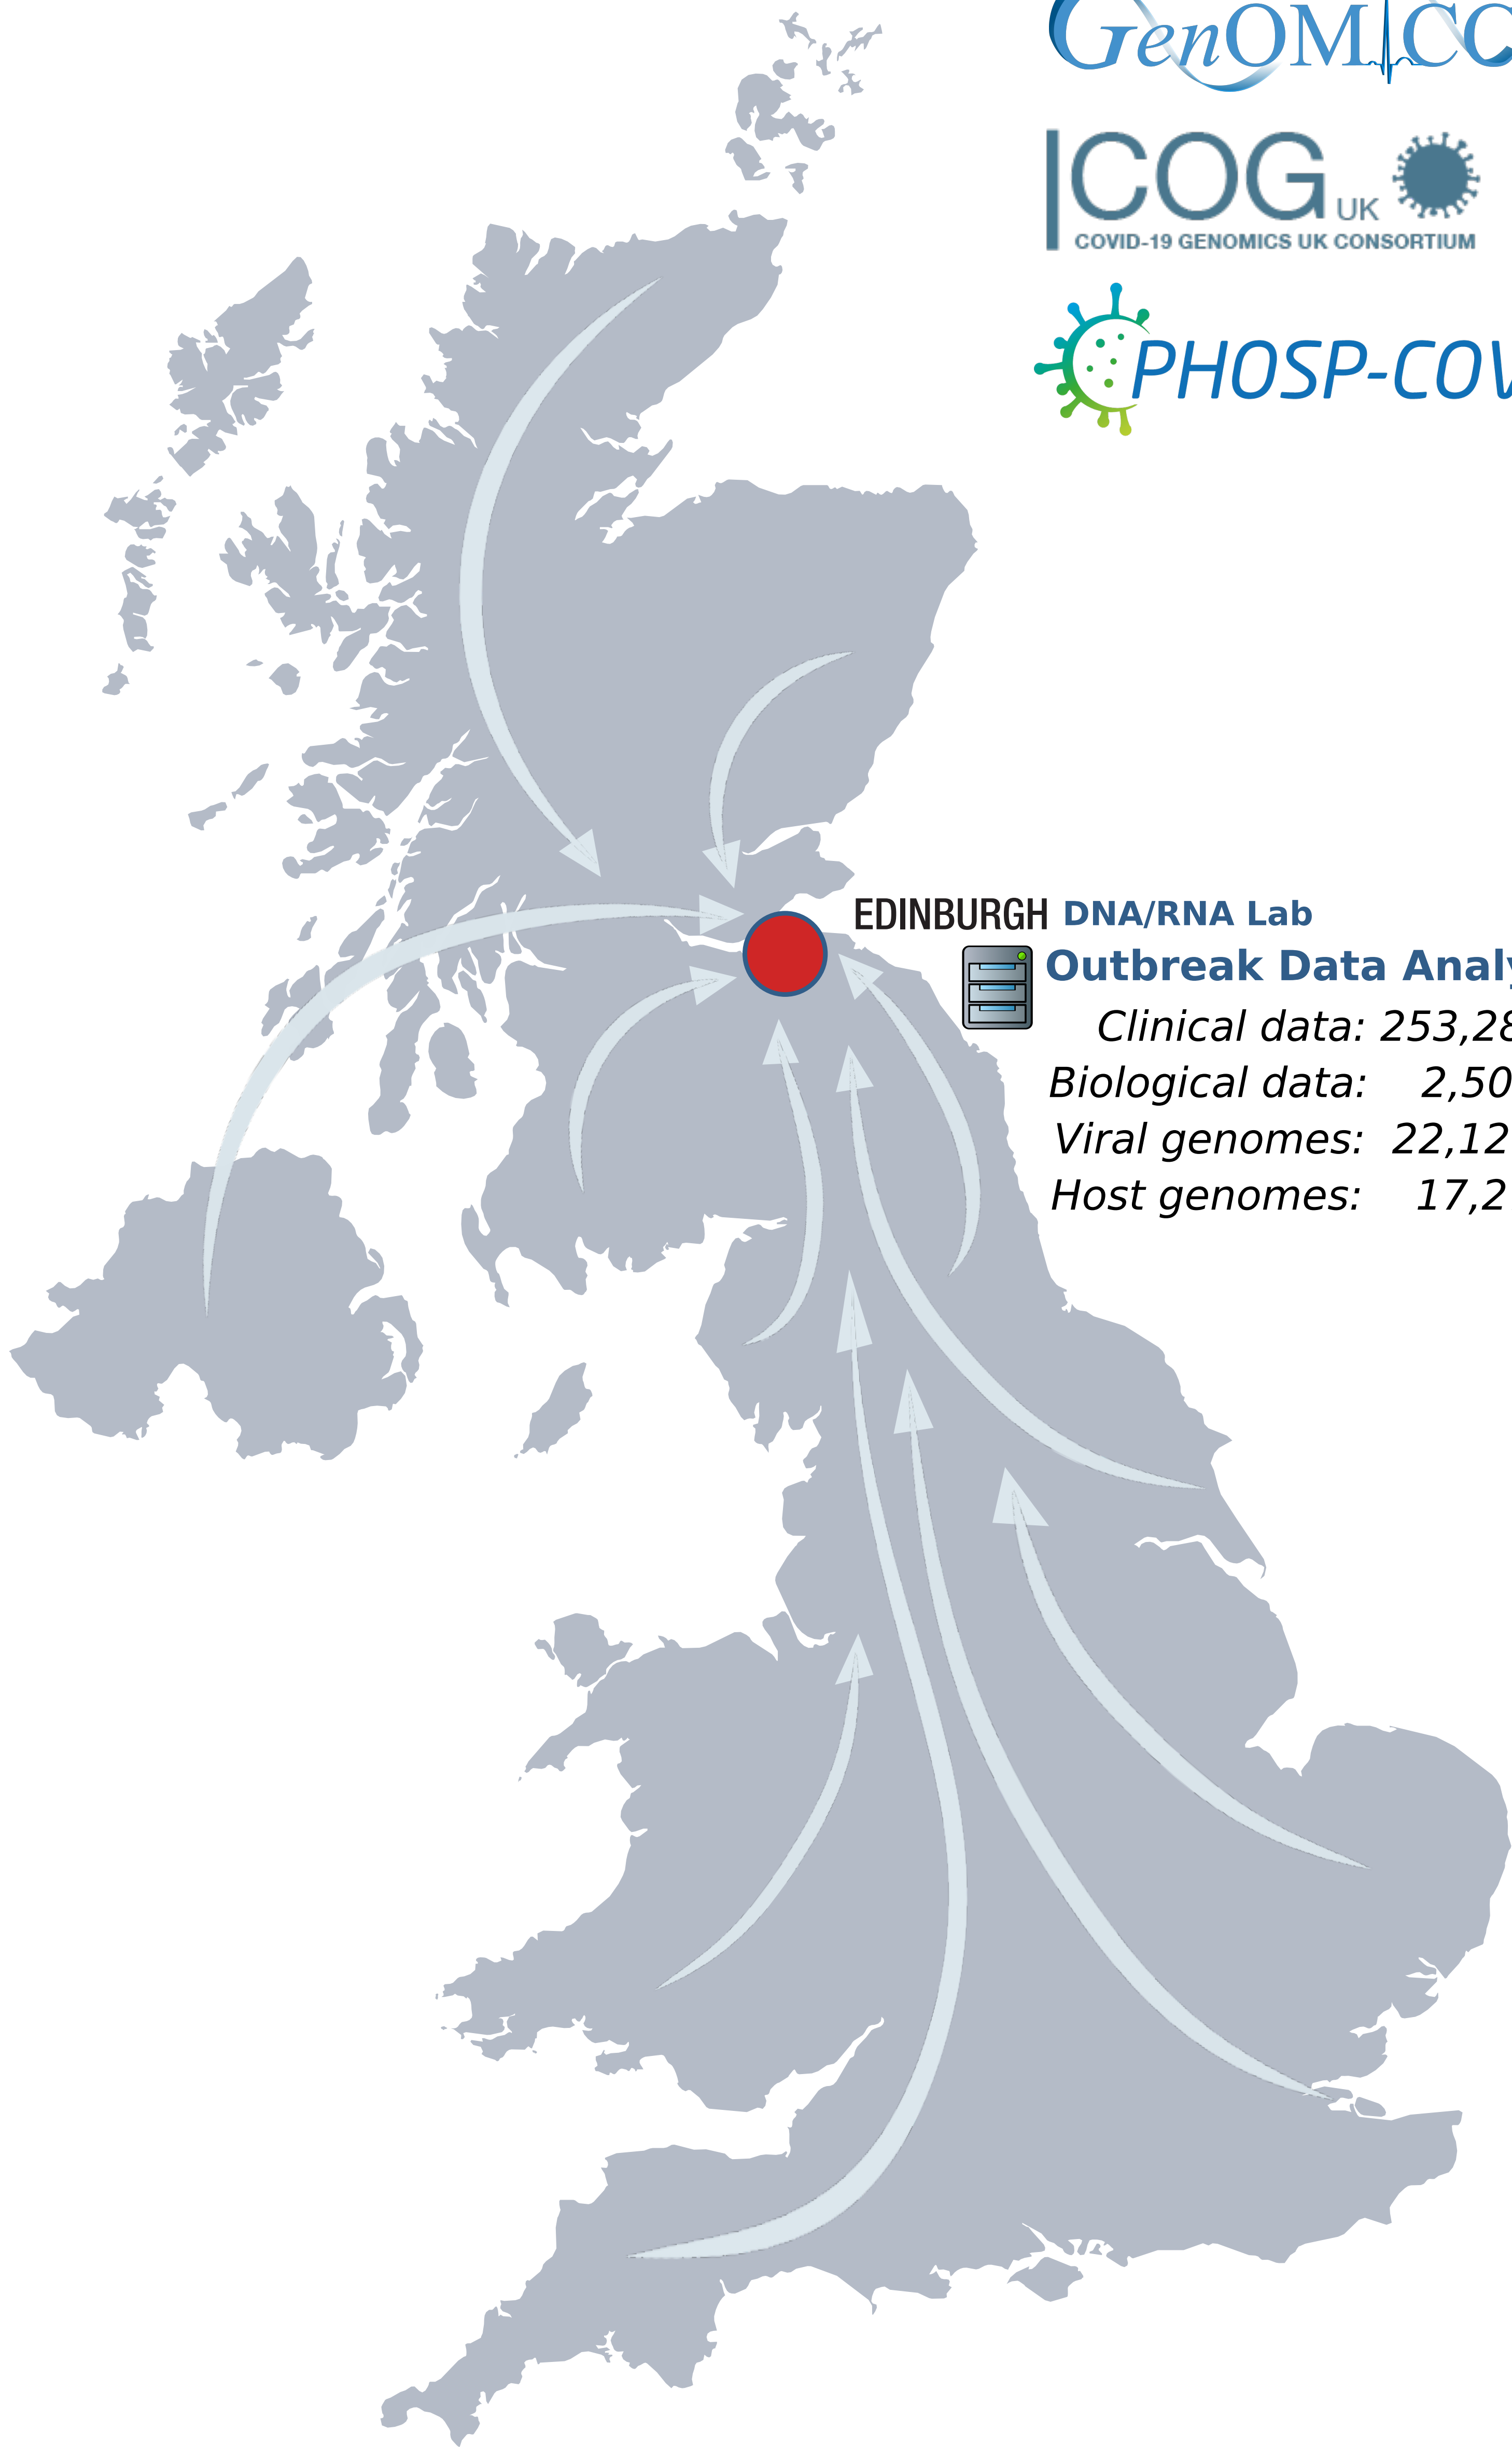 GenOMICC
COG UK
COVID-19 GENOMICS UK CONSORTIUM
PHOSP-COV
EDINBURGH DNA/RNA Lab
Outbreak Data Analy
Clinical data: 253,28
Biological data: 2,50
Viral genomes: 22,12
Host genomes: 17,2